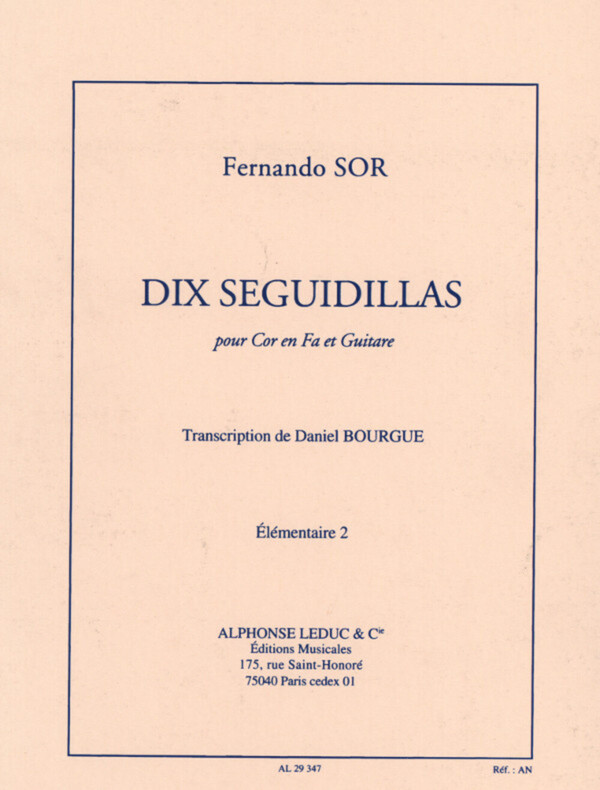 Fernando SOR
DIX SEGUIDILLAS
pour Cor en Fa et Guitare
Transcription de Daniel BOURGUE
Élémentaire 2
ALPHONSE LEDUC & Cie
Éditions Musicales
175, rue Saint-Honoré
75040 Paris cedex 01
AL 29 347
Réf. : AN